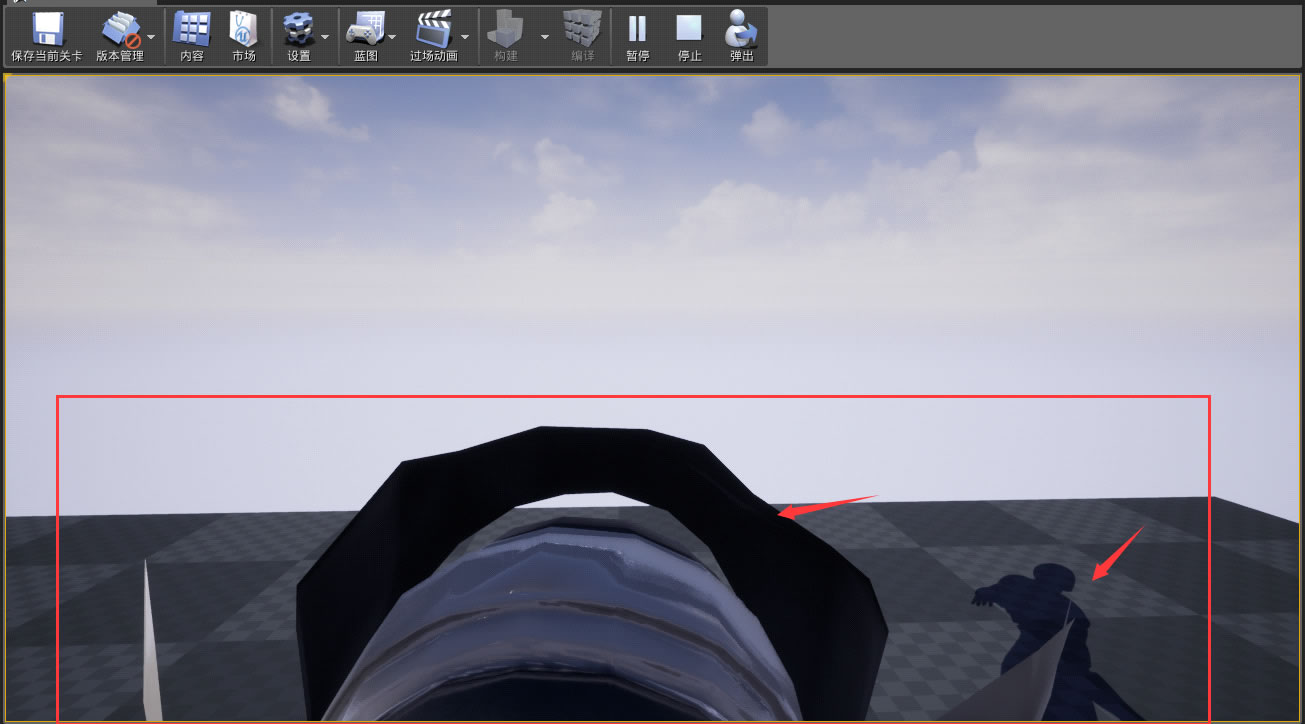 保存当前关卡 版本管理 内容 市场 设置 蓝图 过场动画 构建 编译 暂停 停止 弹出